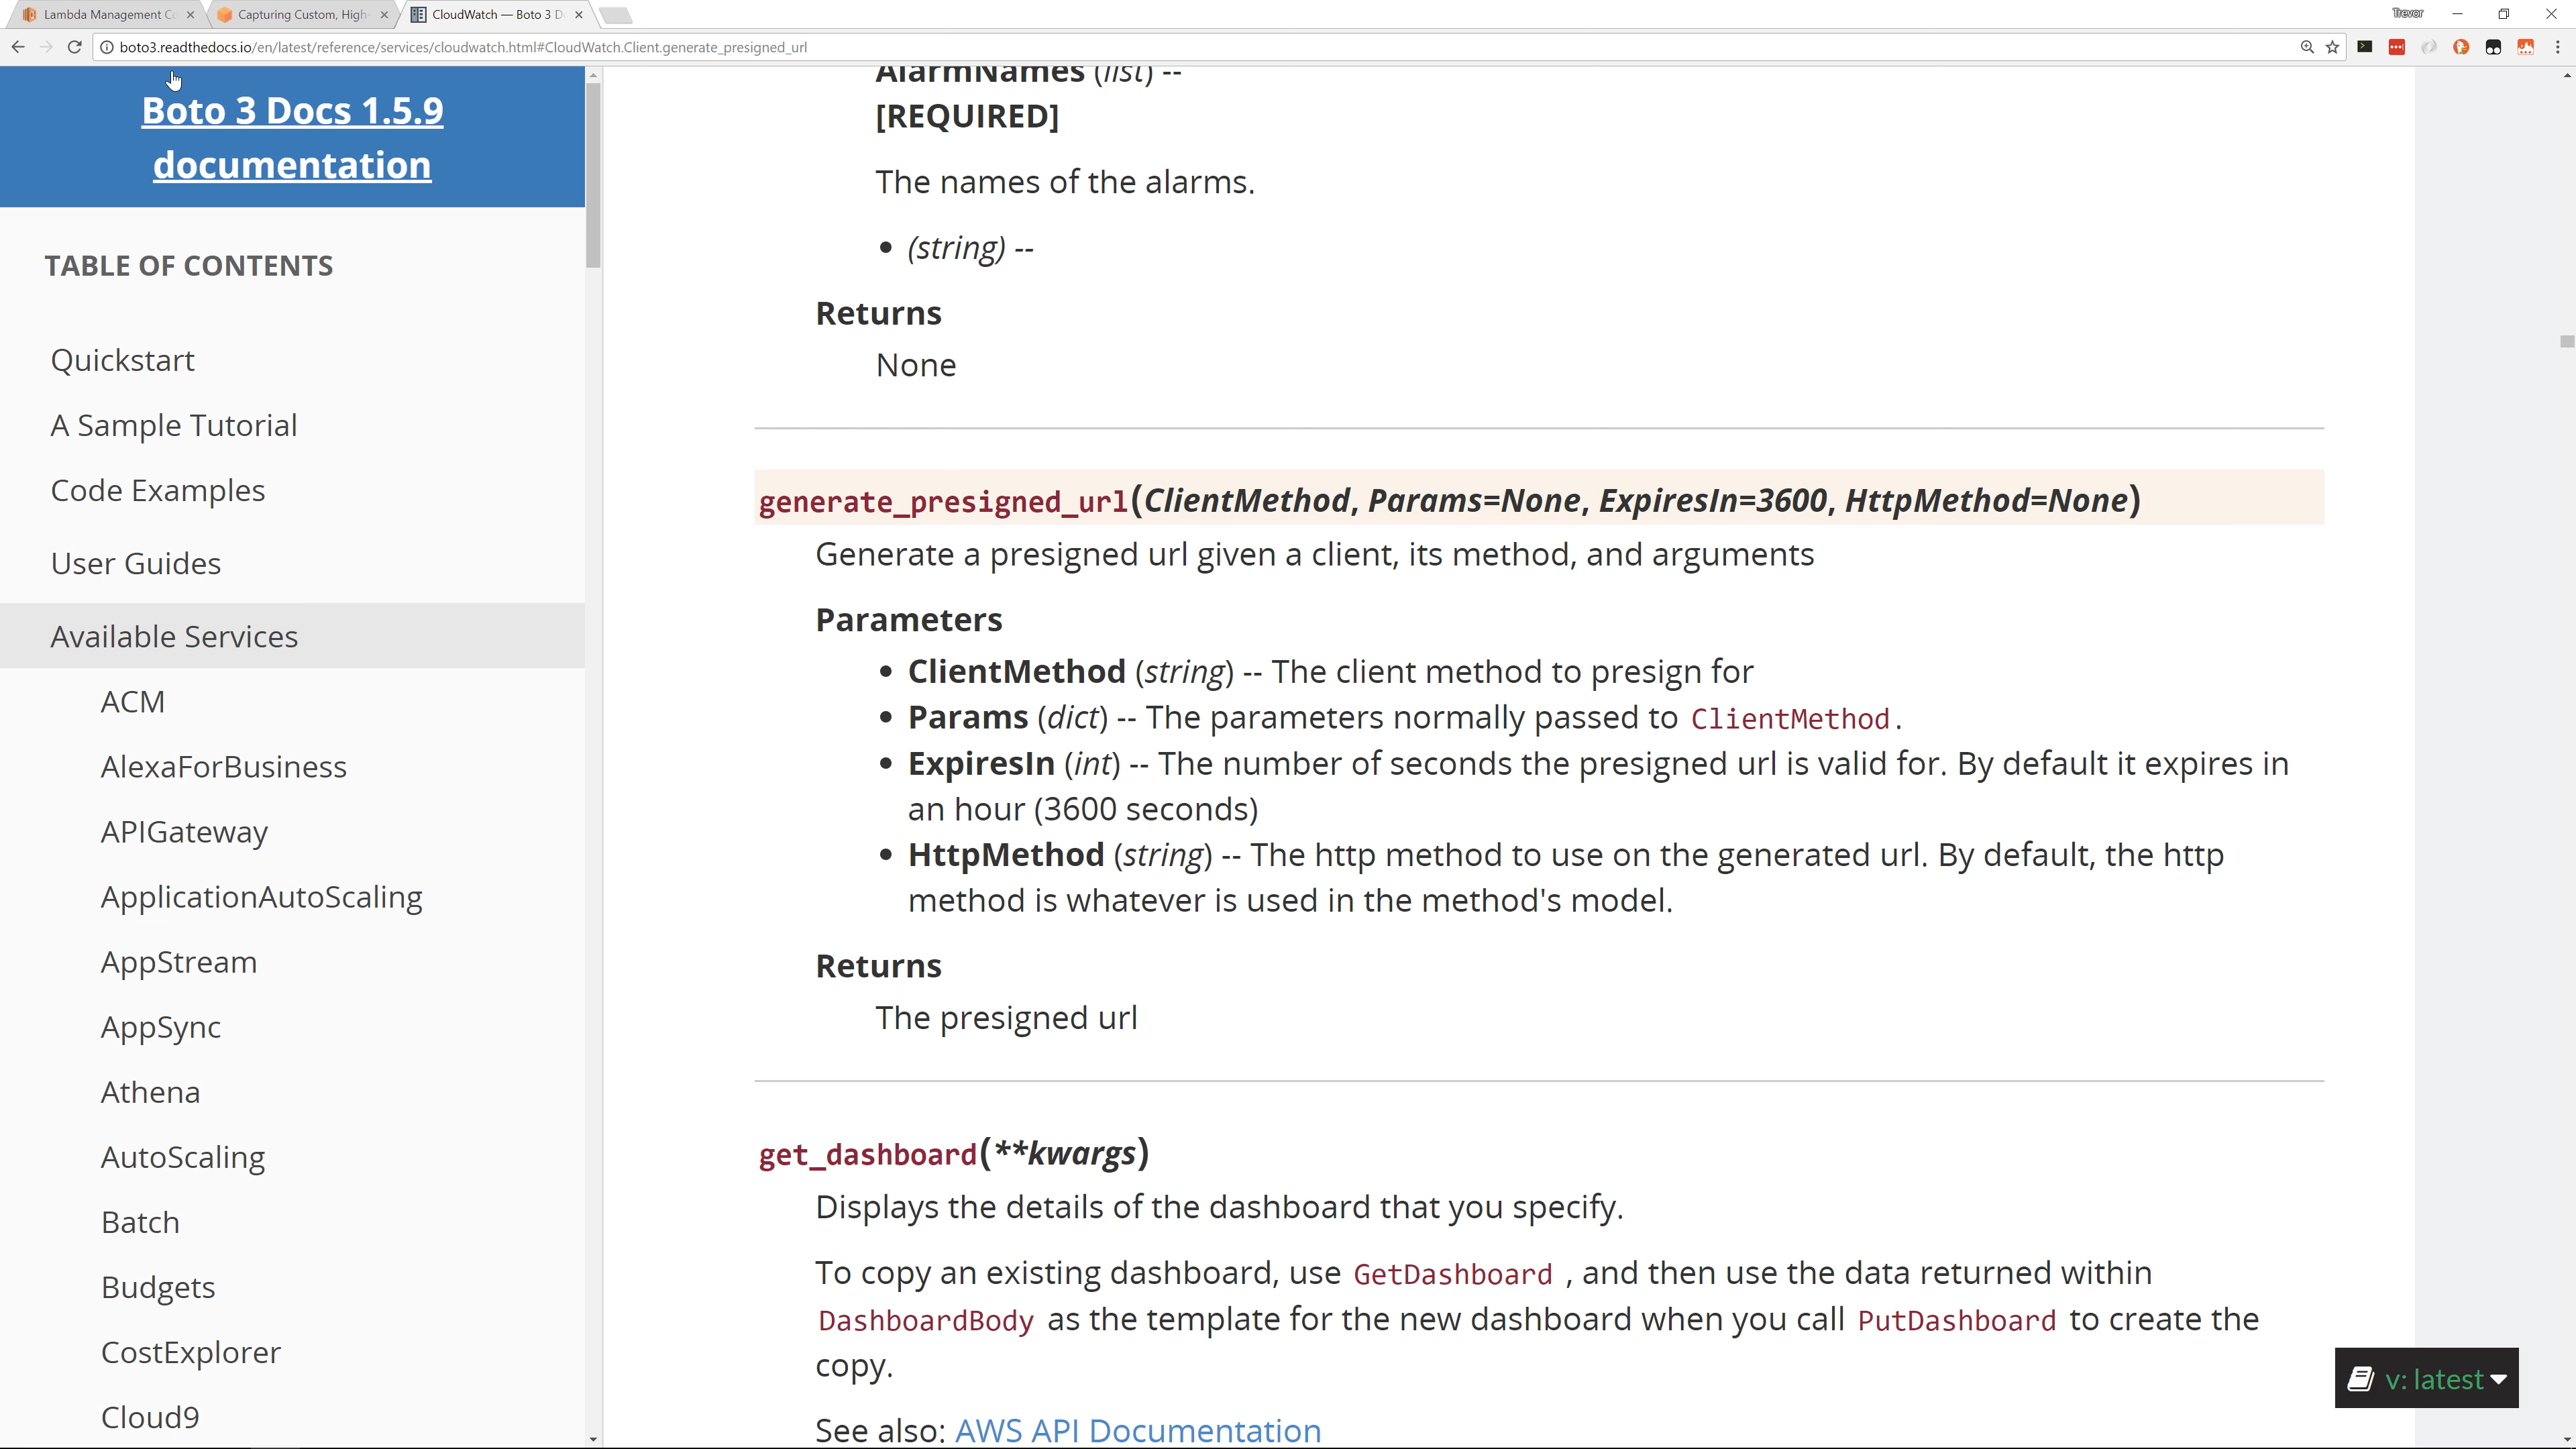 Lambda Management Co
Capturing Custom, High-
CloudWatch — Boto 3 D
Trevor
boto3.readthedocs.io/en/latest/reference/services/cloudwatch.html#CloudWatch.Client.generate_presigned_url
Boto 3 Docs 1.5.9
documentation
TABLE OF CONTENTS
Quickstart
A Sample Tutorial
Code Examples
User Guides
Available Services
ACM
AlexaForBusiness
APIGateway
ApplicationAutoScaling
AppStream
AppSync
Athena
AutoScaling
Batch
Budgets
CostExplorer
Cloud9
AlarmNames (list) --
[REQUIRED]
The names of the alarms.
• (string) --
Returns
None
generate_presigned_url(ClientMethod, Params=None, ExpiresIn=3600, HttpMethod=None)
Generate a presigned url given a client, its method, and arguments
Parameters
• ClientMethod (string) -- The client method to presign for
• Params (dict) -- The parameters normally passed to ClientMethod.
• ExpiresIn (int) -- The number of seconds the presigned url is valid for. By default it expires in
an hour (3600 seconds)
• HttpMethod (string) -- The http method to use on the generated url. By default, the http
method is whatever is used in the method's model.
Returns
The presigned url
get_dashboard(**kwargs)
Displays the details of the dashboard that you specify.
To copy an existing dashboard, use GetDashboard , and then use the data returned within
DashboardBody as the template for the new dashboard when you call PutDashboard to create the
copy.
See also: AWS API Documentation
v: latest